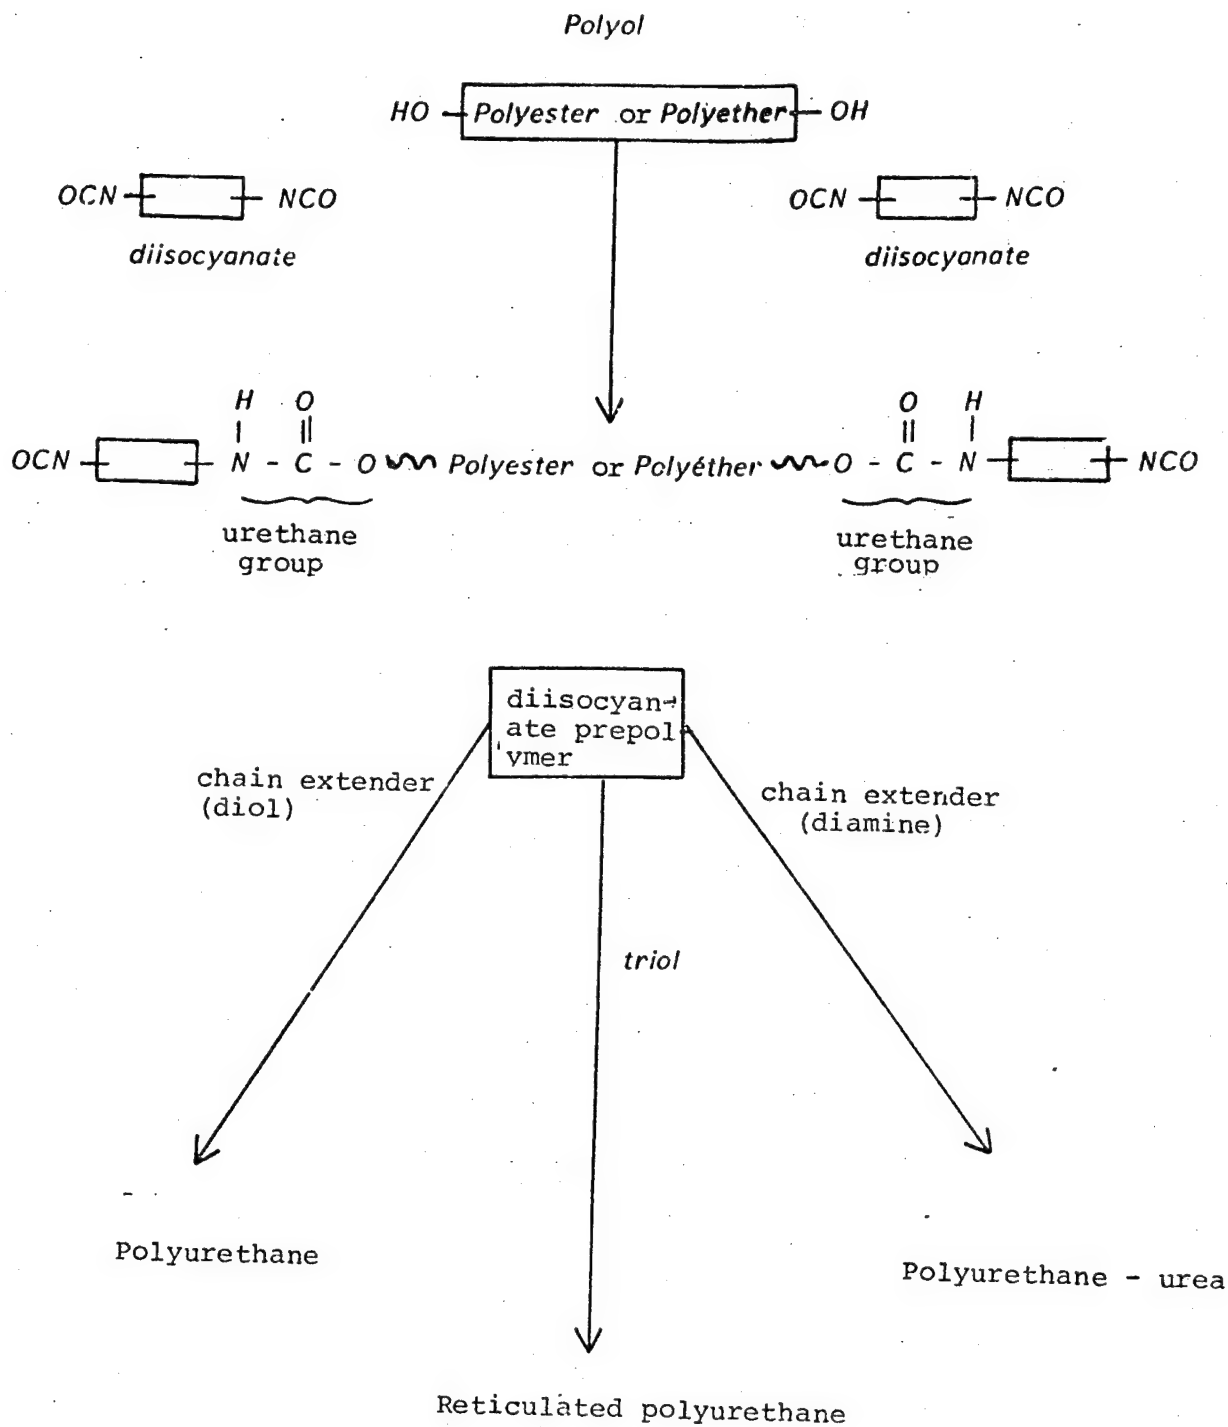 Polyol
HO Polyester or Polyether OH
OCN NCO OCN NCO
diisocyanate diisocyanate
H O O H
OCN N - C - O Polyester or Polyéther O - C - N NCO
urethane group urethane group
diisocyan-
ate prepol
ymer
chain extender
(diol)
chain extender
(diamine)
triol
Polyurethane
Polyurethane - urea
Reticulated polyurethane